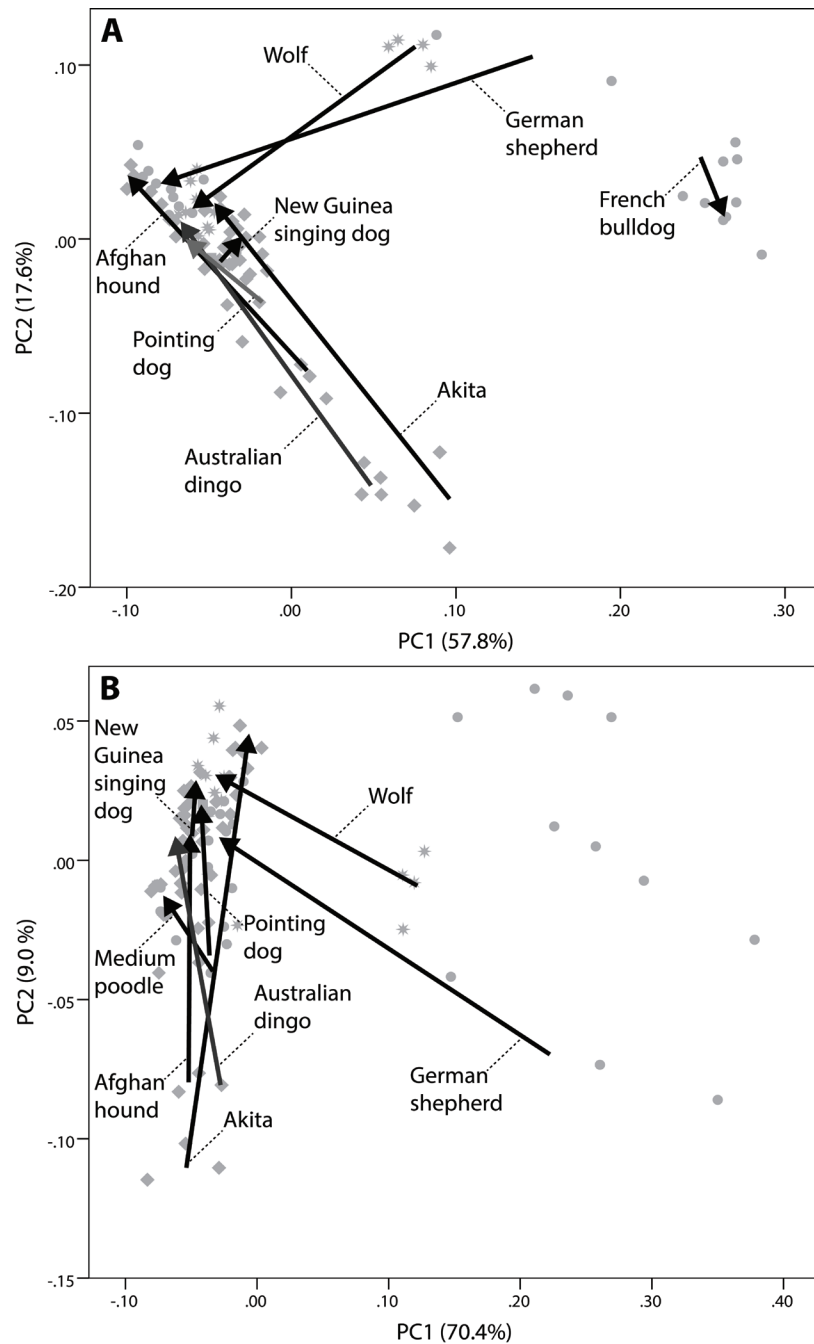 A
.10
.00
-.10
-.20
PC2 (17.6%)
Wolf
German
shepherd
French
bulldog
New Guinea
singing dog
Afghan
hound
Pointing
dog
Akita
Australian
dingo
-.10
.00
.10
.20
.30
PC1 (57.8%)
B
.05
.00
-.05
-.10
-.15
PC2 (9.0 %)
New
Guinea
singing
dog
Wolf
Pointing
dog
Medium
poodle
Australian
dingo
German
shepherd
Afghan
hound
Akita
-.10
.00
.10
.20
.30
.40
PC1 (70.4%)